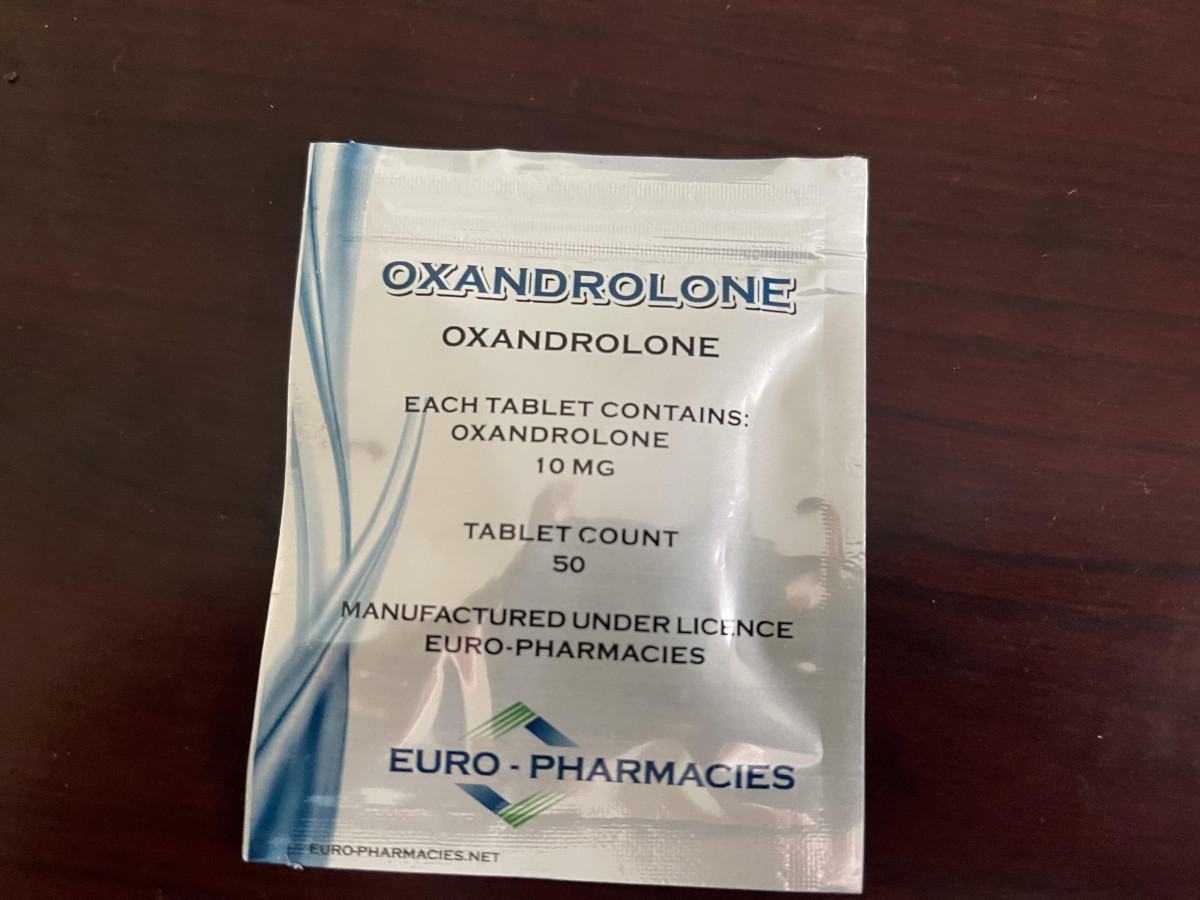 OXANDROLONE
OXANDROLONE
EACH TABLET CONTAINS:
OXANDROLONE
10 MG
TABLET COUNT
50
MANUFACTURED UNDER LICENCE
EURO-PHARMACIES
EURO - PHARMACIES
EURO-PHARMACIES.NET